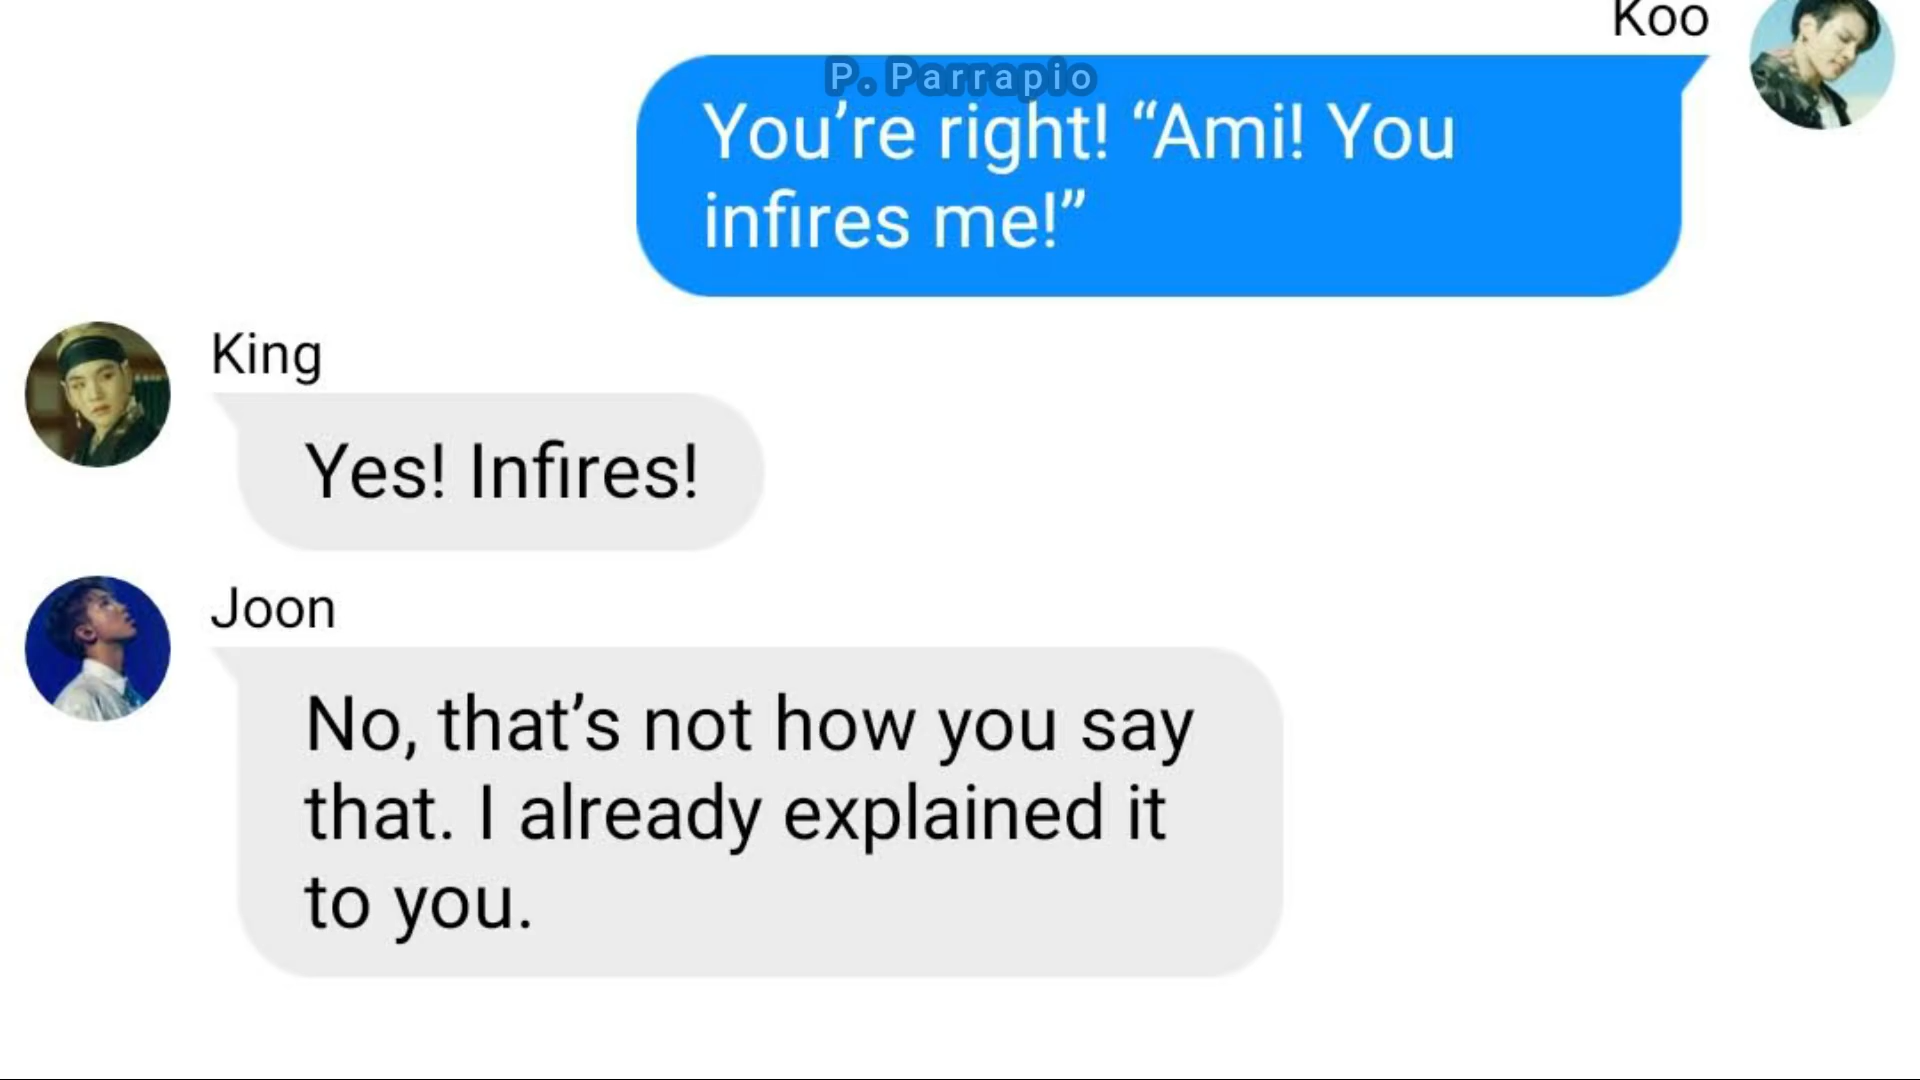 Koo
P. Parrapio
You’re right! “Ami! You
infires me!”
King
Yes! Infires!
Joon
No, that’s not how you say
that. I already explained it
to you.